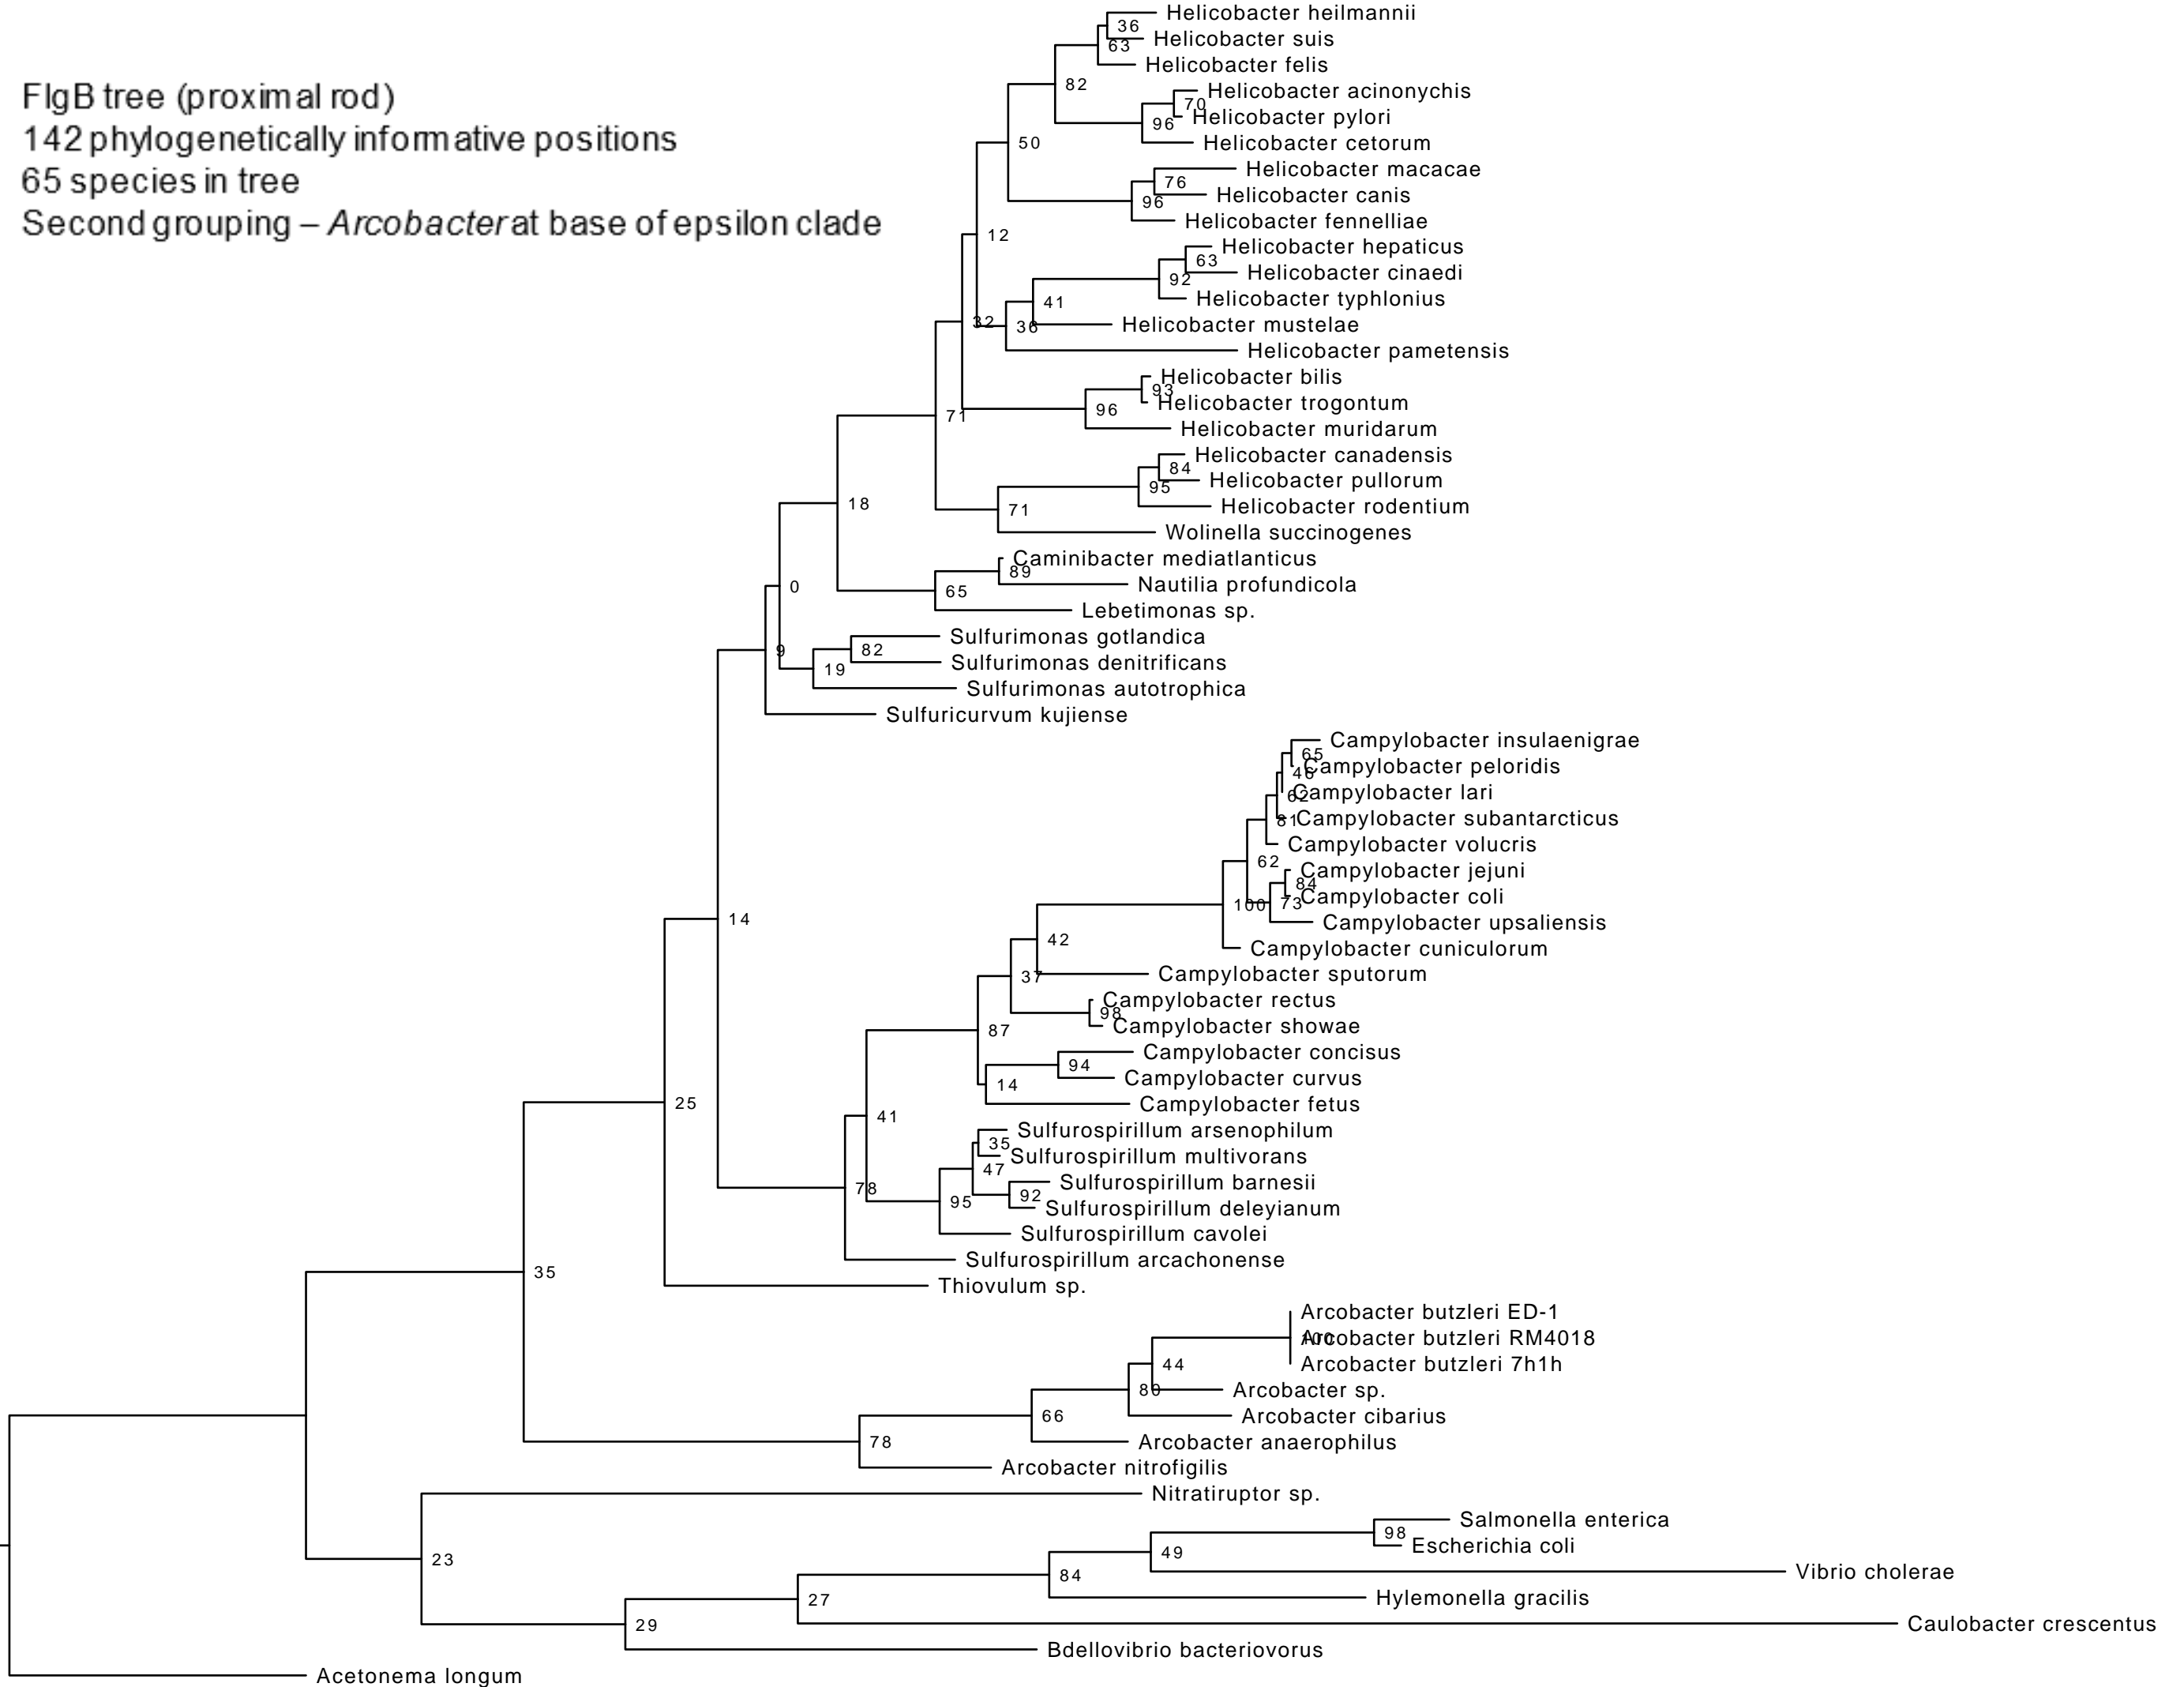 FlgB tree (proximal rod)
142 phylogenetically informative positions
65 species in tree
Second grouping – Arcobacter at base of epsilon clade
Helicobacter heilmannii
36
Helicobacter suis
63
Helicobacter felis
82
Helicobacter acinonychis
70
Helicobacter pylori
96
Helicobacter cetorum
50
Helicobacter macacae
76
Helicobacter canis
96
Helicobacter fennelliae
12
Helicobacter hepaticus
63
Helicobacter cinaedi
92
Helicobacter typhlonius
41
Helicobacter mustelae
32
36
Helicobacter pametensis
Helicobacter bilis
93
Helicobacter trogontum
96
71
Helicobacter muridarum
Helicobacter canadensis
84
Helicobacter pullorum
95
18
Helicobacter rodentium
71
Wolinella succinogenes
Caminibacter mediatlanticus
89
Nautilia profundicola
0
65
Lebetimonas sp.
Sulfurimonas gotlandica
9
82
Sulfurimonas denitrificans
19
Sulfurimonas autotrophica
Sulfuricurvum kujiense
Campylobacter insulaenigrae
65
Campylobacter peloridis
46
Campylobacter lari
62
Campylobacter subantarcticus
81
Campylobacter volucris
62
Campylobacter jejuni
84
Campylobacter coli
100
73
Campylobacter upsaliensis
14
42
Campylobacter cuniculorum
37
Campylobacter sputorum
Campylobacter rectus
98
Campylobacter showae
87
Campylobacter concisus
94
Campylobacter curvus
14
Campylobacter fetus
25
41
Sulfurospirillum arsenophilum
35
Sulfurospirillum multivorans
47
Sulfurospirillum barnesii
78
92
95
Sulfurospirillum deleyianum
Sulfurospirillum cavolei
Sulfurospirillum arcachonense
35
Thiovulum sp.
Arcobacter butzleri ED-1
100
Arcobacter butzleri RM4018
44
Arcobacter butzleri 7h1h
80
Arcobacter sp.
66
Arcobacter cibarius
78
Arcobacter anaerophilus
Arcobacter nitrofigilis
Nitratiruptor sp.
Salmonella enterica
98
Escherichia coli
23
49
Vibrio cholerae
84
27
Hylemonella gracilis
29
Caulobacter crescentus
Bdellovibrio bacteriovorus
Acetonema longum